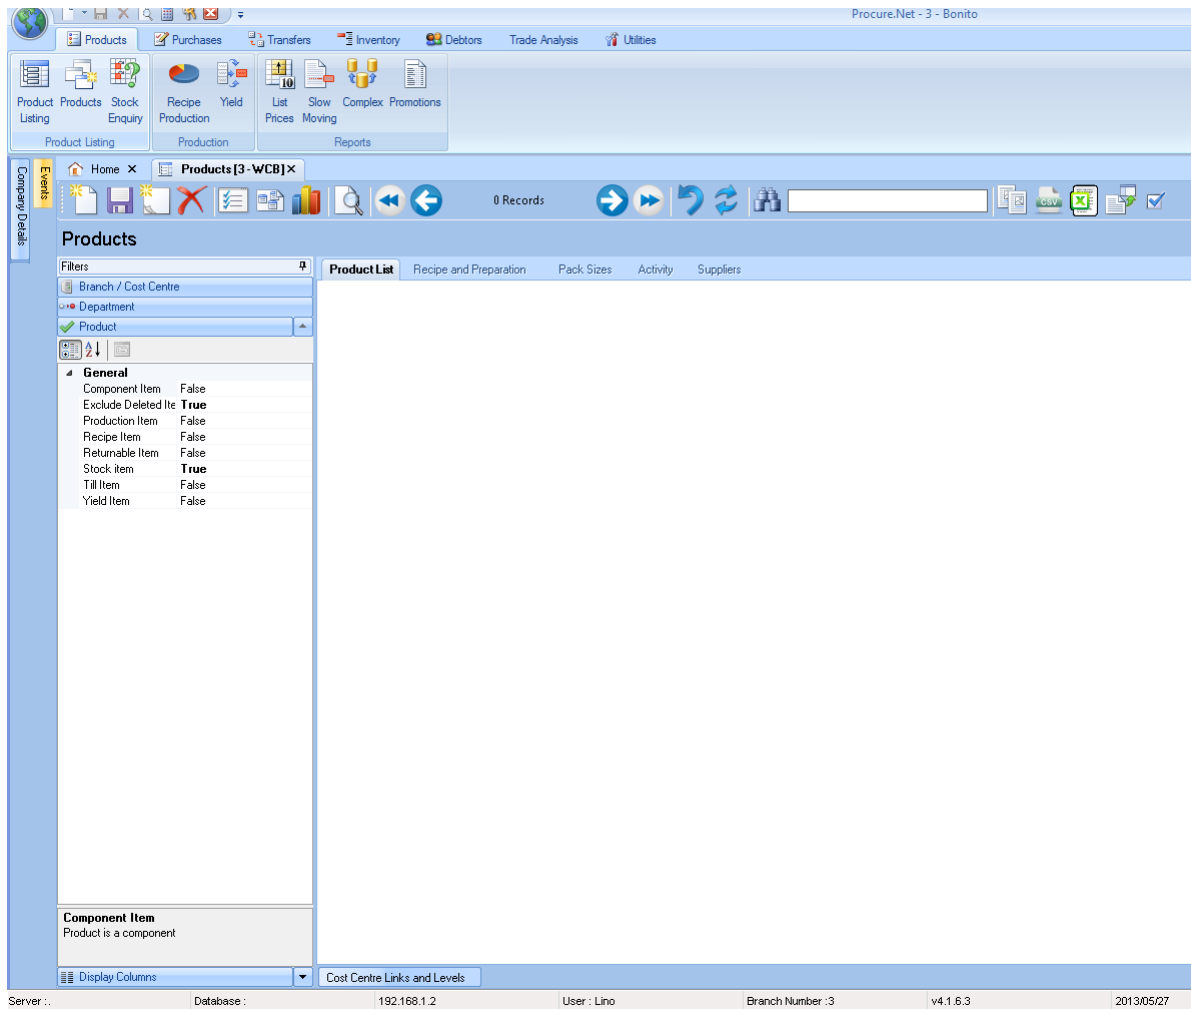 Procure.Net - 3 - Bonito
Products Purchases Transfers Inventory Debtors Trade Analysis Utilities
Product Listing
Products
Stock Enquiry
Recipe Production
Yield
10
List Prices
Slow Moving
Complex
Promotions
Product Listing Production Reports
Company Details
Events
Home Products [3 - WCB]
0 Records
CSV
Products
Filters
Branch / Cost Centre
Department
Product
A
Z
General
Component Item False
Exclude Deleted Ite True
Production Item False
Recipe Item False
Returnable Item False
Stock item True
Till Item False
Yield Item False
Component Item
Product is a component
Display Columns
Product List Recipe and Preparation Pack Sizes Activity Suppliers
Cost Centre Links and Levels
Server :. Database : 192.168.1.2 User : Lino Branch Number :3 v4.1.6.3 2013/05/27